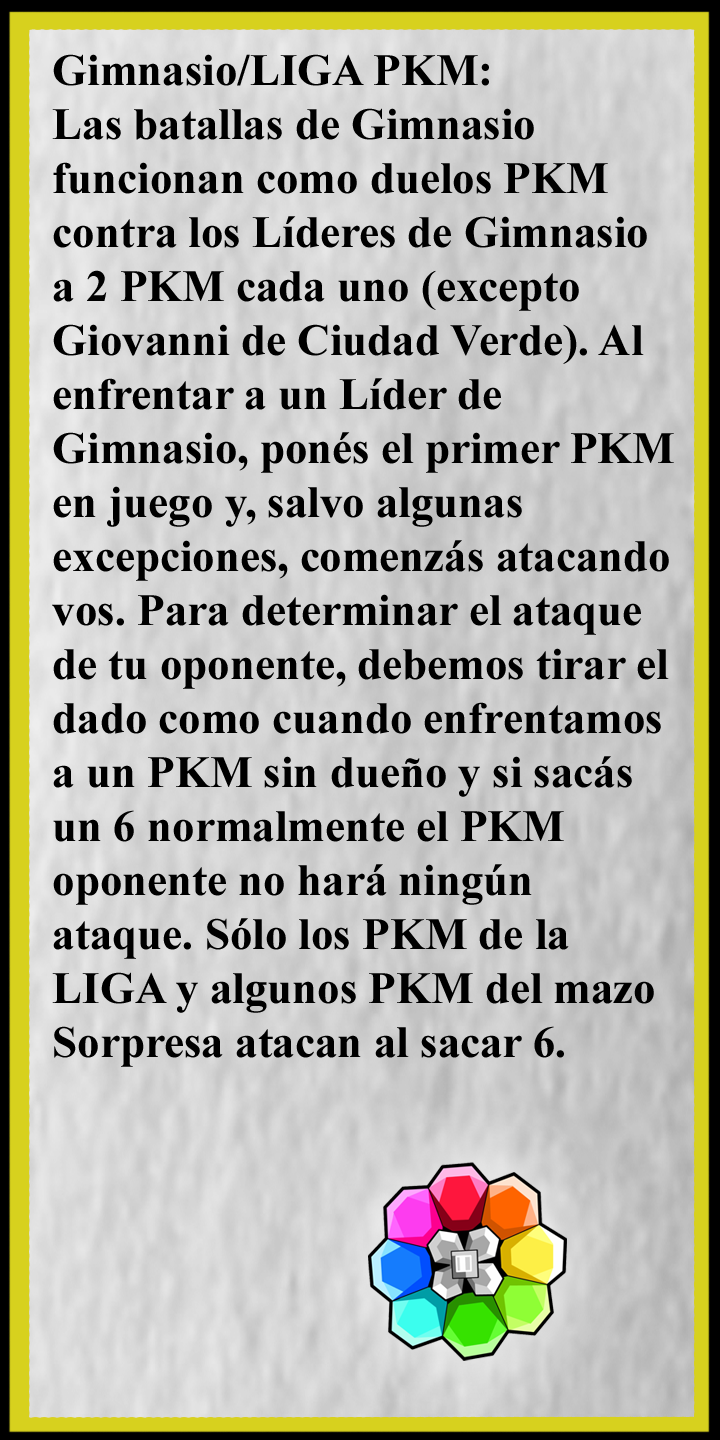 Gimnasio/LIGA PKM:
Las batallas de Gimnasio
funcionan como duelos PKM
contra los Líderes de Gimnasio
a 2 PKM cada uno (excepto
Giovanni de Ciudad Verde). Al
enfrentar a un Líder de
Gimnasio, ponés el primer PKM
en juego y, salvo algunas
excepciones, comenzás atacando
vos. Para determinar el ataque
de tu oponente, debemos tirar el
dado como cuando enfrentamos
a un PKM sin dueño y si sacás
un 6 normalmente el PKM
oponente no hará ningún
ataque. Sólo los PKM de la
LIGA y algunos PKM del mazo
Sorpresa atacan al sacar 6.